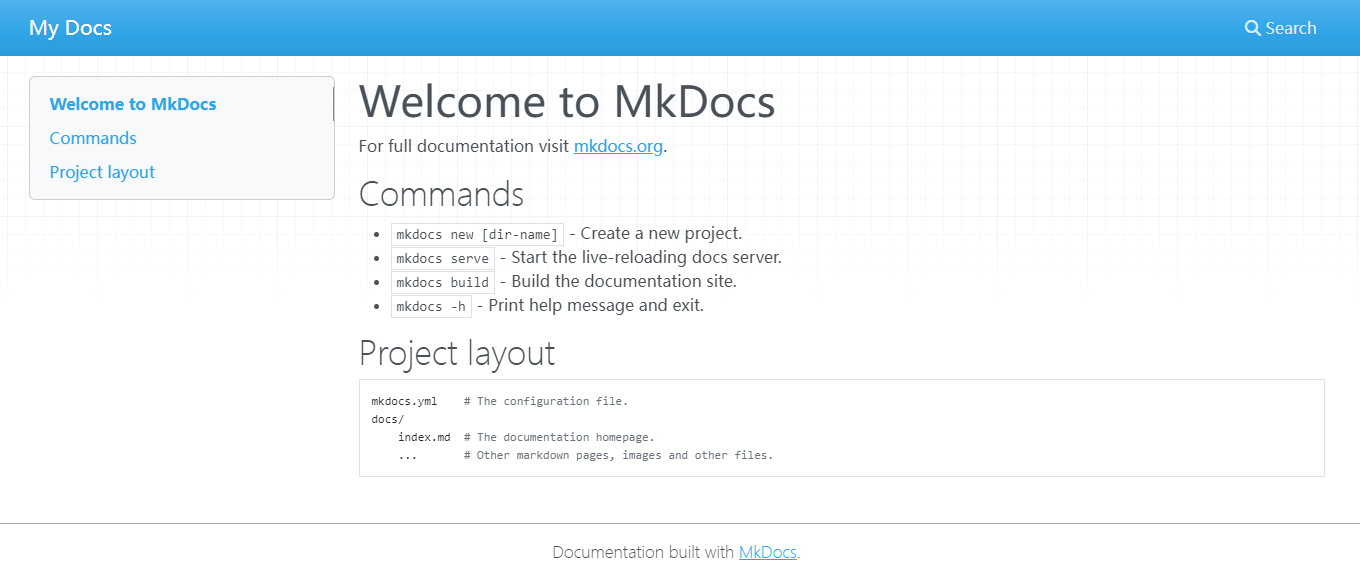 My Docs
Search
Welcome to MkDocs
Commands
Project layout
Welcome to MkDocs
For full documentation visit mkdocs.org.
Commands
mkdocs new [dir-name] - Create a new project.
mkdocs serve - Start the live-reloading docs server.
mkdocs build - Build the documentation site.
mkdocs -h - Print help message and exit.
Project layout
mkdocs.yml    # The configuration file.
docs/
    index.md  # The documentation homepage.
    ...       # Other markdown pages, images and other files.
Documentation built with MkDocs.